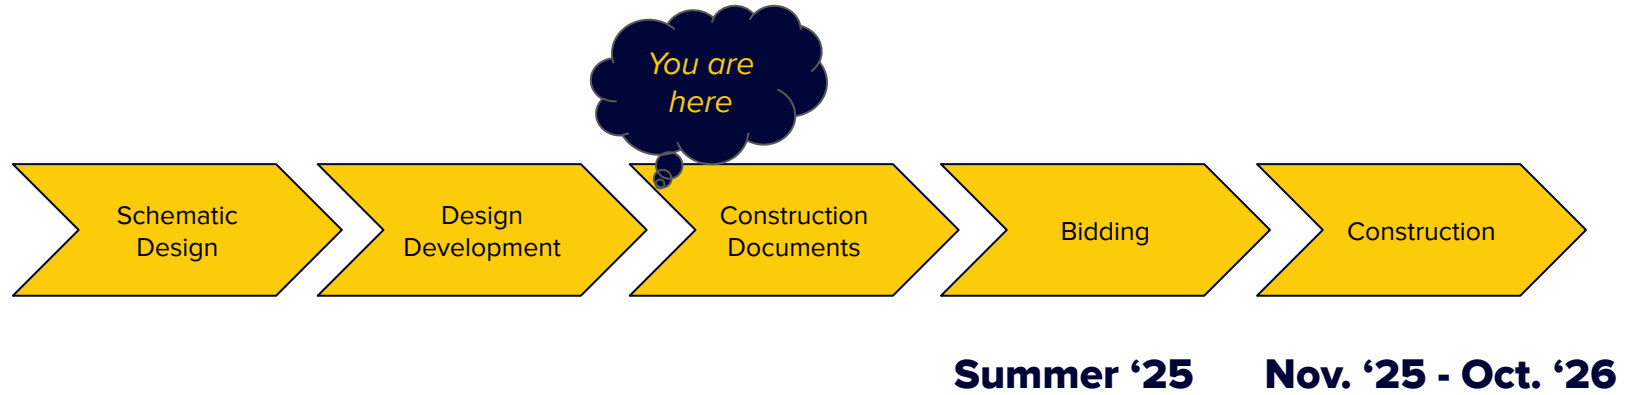 You are
here
Schematic
Design
Design
Development
Construction
Documents
Bidding
Construction
Summer ‘25
Nov. ‘25 - Oct. ‘26